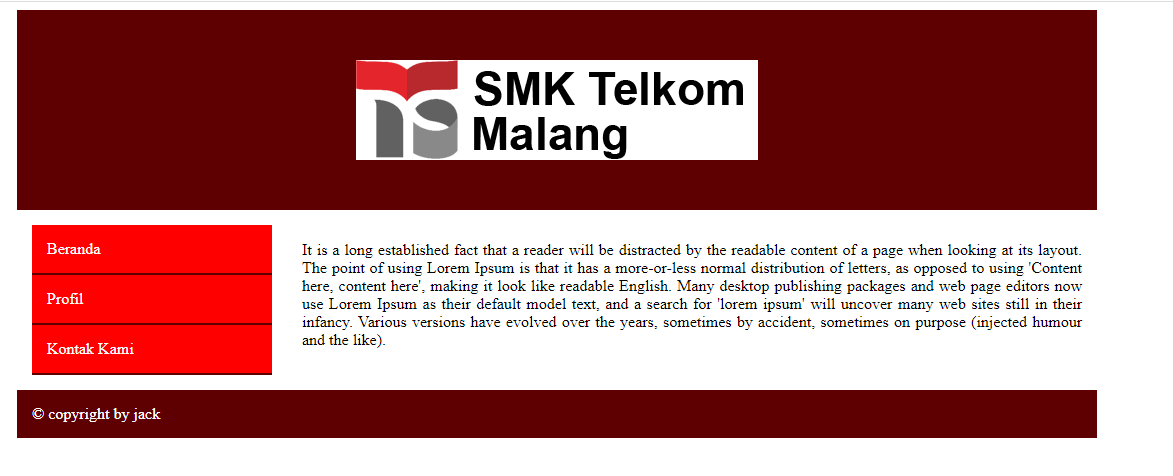 SMK Telkom
Malang
Beranda
Profil
Kontak Kami
It is a long established fact that a reader will be distracted by the readable content of a page when looking at its layout.
The point of using Lorem Ipsum is that it has a more-or-less normal distribution of letters, as opposed to using 'Content
here, content here', making it look like readable English. Many desktop publishing packages and web page editors now
use Lorem Ipsum as their default model text, and a search for 'lorem ipsum' will uncover many web sites still in their
infancy. Various versions have evolved over the years, sometimes by accident, sometimes on purpose (injected humour
and the like).
© copyright by jack